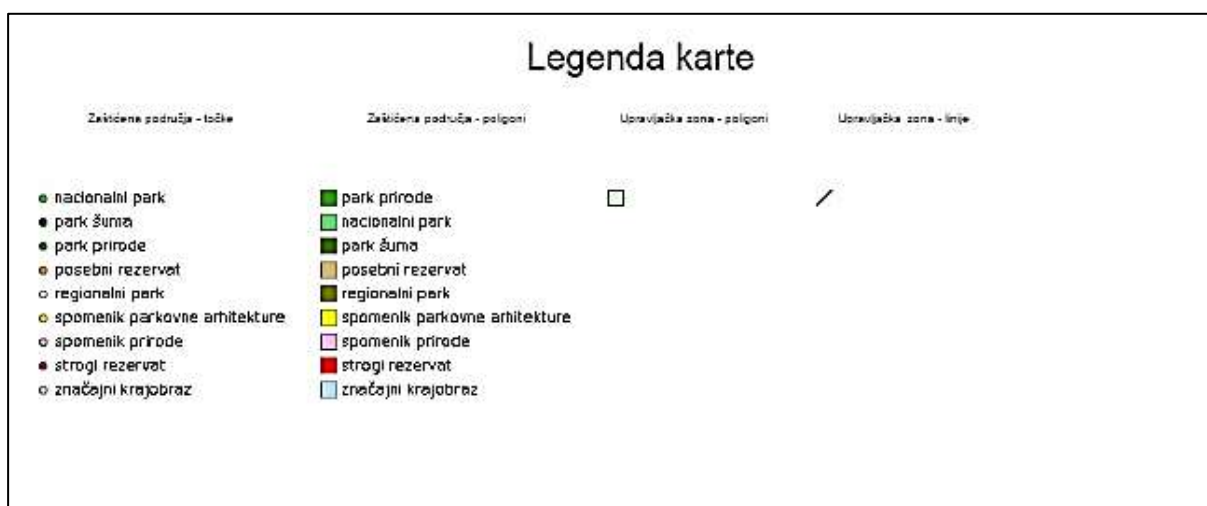 Legenda karte
Zaštićena područja - točke
Zaštićena područja - poligoni
Upravljačka zona - poligoni
Upravljačka zona - linije
nacionalni park
park šuma
park prirode
posebni rezervat
regionalni park
spomenik parkovne arhitekture
spomenik prirode
strogi rezervat
značajni krajobraz
park prirode
nacionalni park
park šuma
posebni rezervat
regionalni park
spomenik parkovne arhitekture
spomenik prirode
strogi rezervat
značajni krajobraz